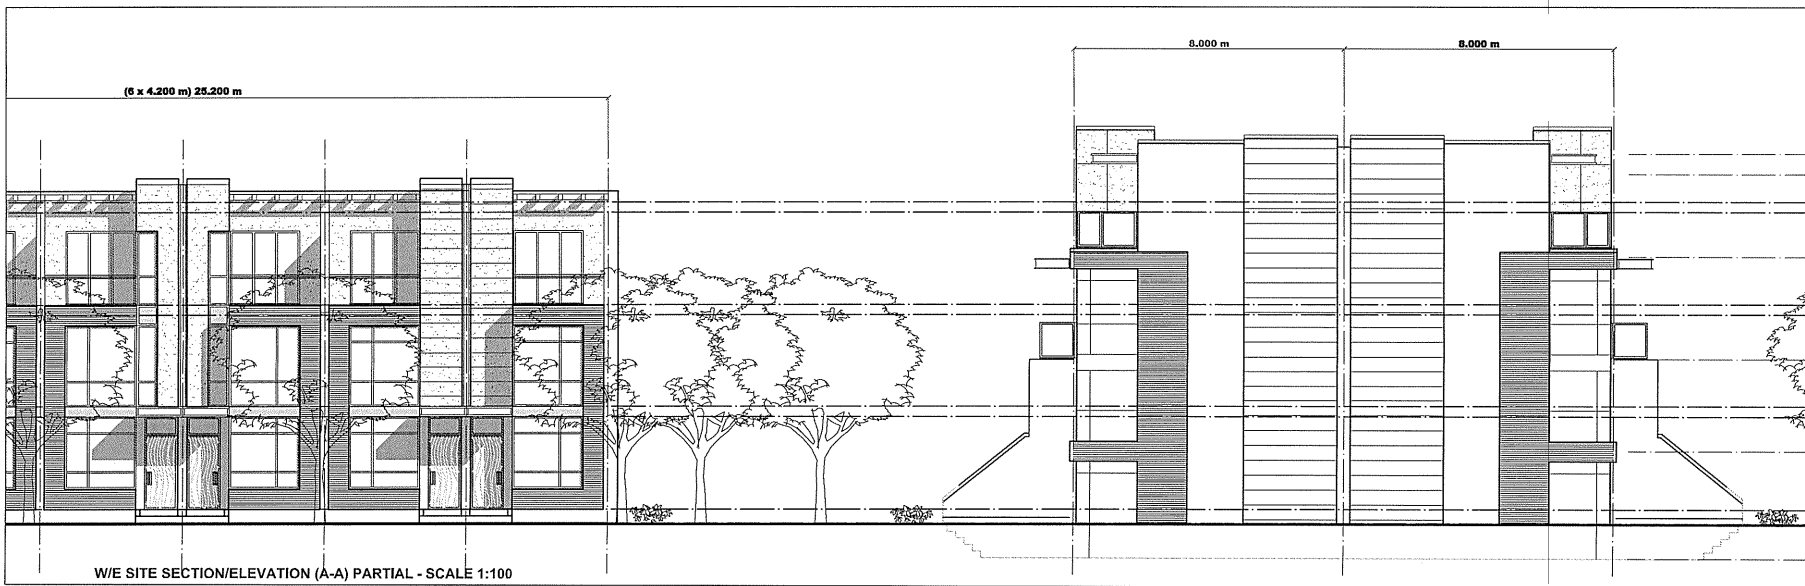 8.000 m
8.000 m
(6 x 4.200 m) 25.200 m
W/E SITE SECTION/ELEVATION (A-A) PARTIAL - SCALE 1:100